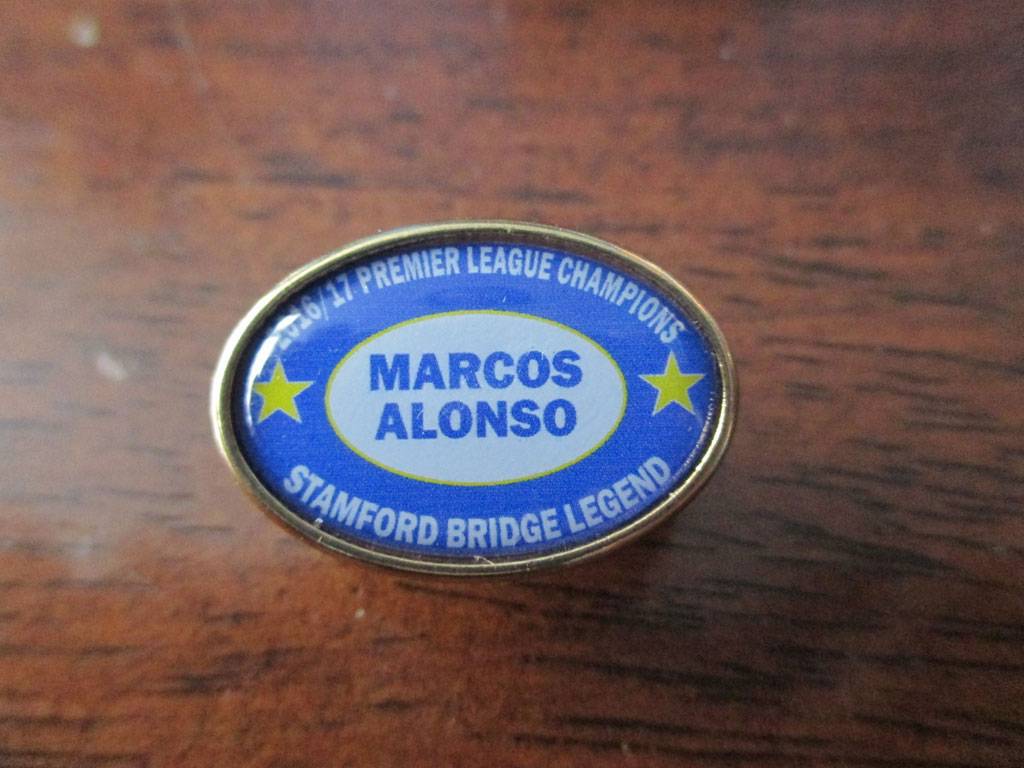 2016/17 PREMIER LEAGUE CHAMPIONS
MARCOS
ALONSO
STAMFORD BRIDGE LEGEND